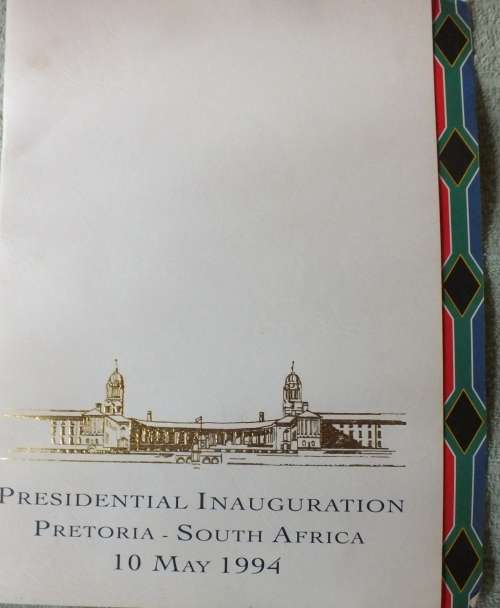 PRESIDENTIAL INAUGURATION
PRETORIA - SOUTH AFRICA
10 MAY 1994